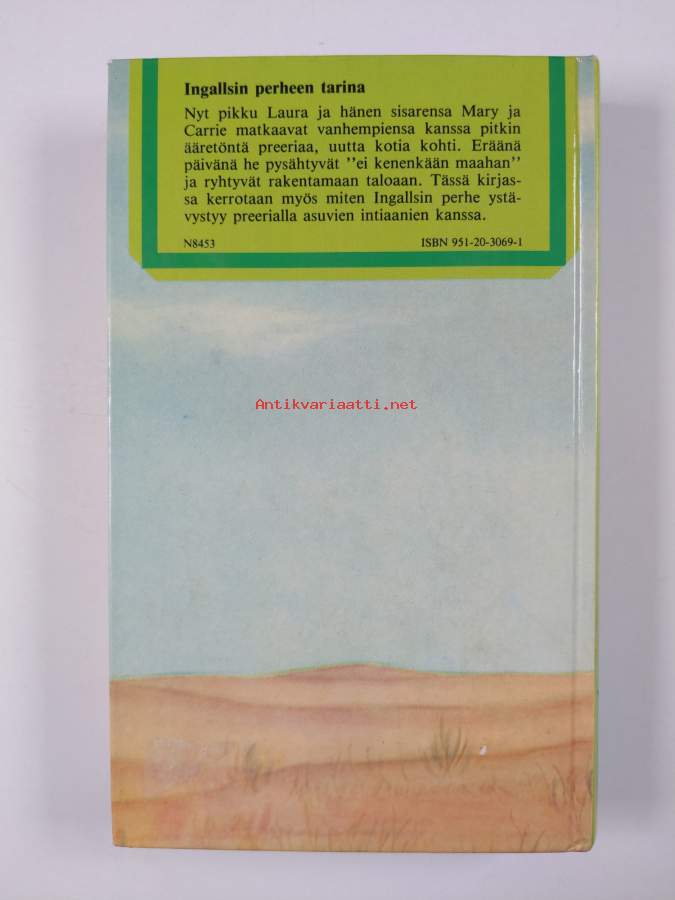 Ingallsin perheen tarina
Nyt pikku Laura ja hänen sisarensa Mary ja
Carrie matkaavat vanhempiensa kanssa pitkin
ääretöntä preeriaa, uutta kotia kohti. Eräänä
päivänä he pysähtyvät ''ei kenenkään maahan''
ja ryhtyvät rakentamaan taloaan. Tässä kirjas-
sa kerrotaan myös miten Ingallsin perhe ystä-
vystyy preerialla asuvien intiaanien kanssa.
N8453 ISBN 951-20-3069-1
Antikvariaatti.net